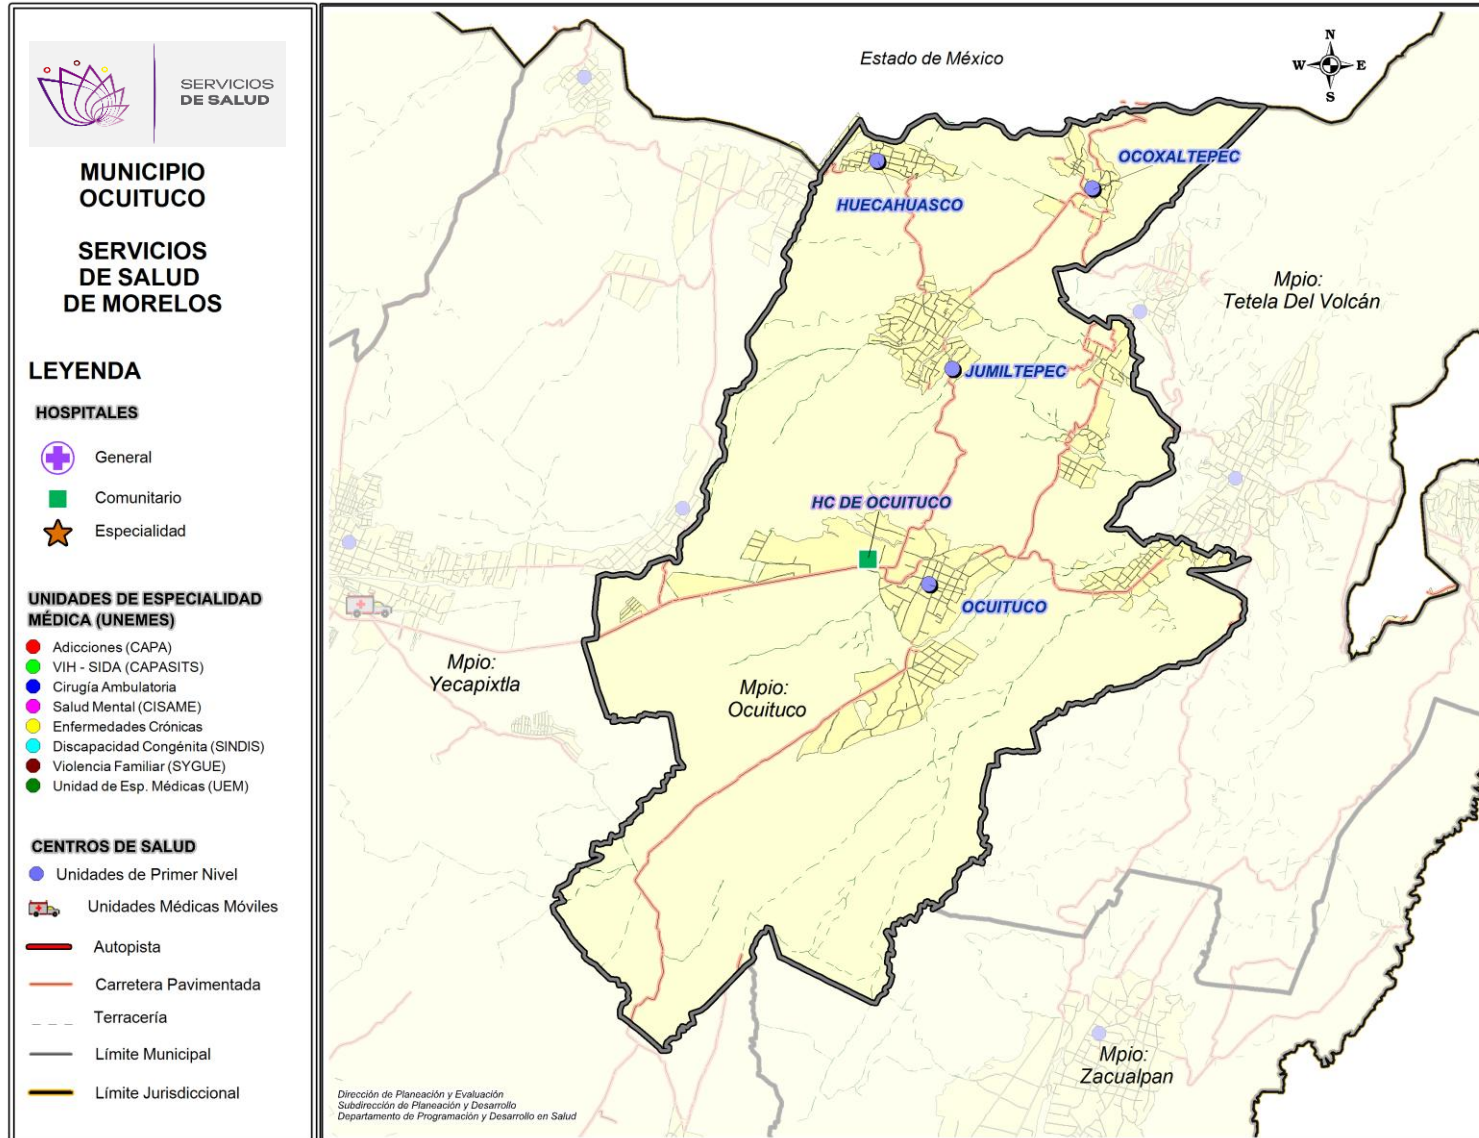 SERVICIOS
DE SALUD
MUNICIPIO
OCUITUCO
SERVICIOS
DE SALUD
DE MORELOS
LEYENDA
HOSPITALES
General
Comunitario
Especialidad
UNIDADES DE ESPECIALIDAD
MÉDICA (UNEMES)
Adicciones (CAPA)
VIH - SIDA (CAPASITS)
Cirugía Ambulatoria
Salud Mental (CISAME)
Enfermedades Crónicas
Discapacidad Congénita (SINDIS)
Violencia Familiar (SYGUE)
Unidad de Esp. Médicas (UEM)
CENTROS DE SALUD
Unidades de Primer Nivel
Unidades Médicas Móviles
Autopista
Carretera Pavimentada
Terracería
Límite Municipal
Límite Jurisdiccional
Estado de México
N
W
E
S
OCOXALTEPEC
HUECAHUASCO
Mpio:
Tetela Del Volcán
JUMILTEPEC
HC DE OCUITUCO
OCUITUCO
Mpio:
Yecapixtla
Mpio:
Ocuituco
Mpio:
Zacualpan
Dirección de Planeación y Evaluación
Subdirección de Planeación y Desarrollo
Departamento de Programación y Desarrollo en Salud